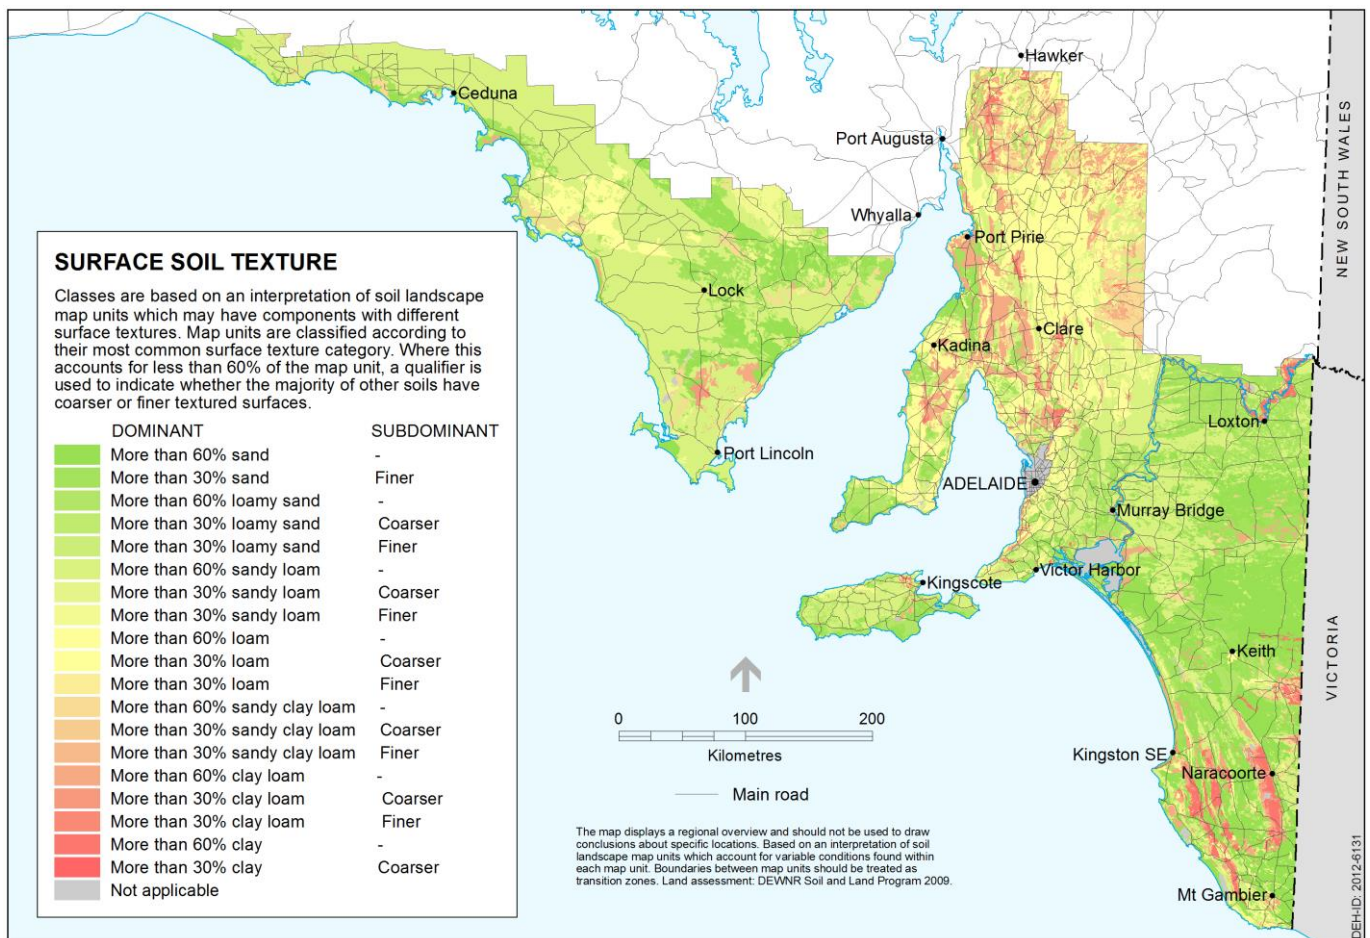 Hawker
Ceduna
Port Augusta
Whyalla
Port Pirie
NEW SOUTH WALES
SURFACE SOIL TEXTURE
Classes are based on an interpretation of soil landscape
map units which may have components with different
surface textures. Map units are classified according to
their most common surface texture category. Where this
accounts for less than 60% of the map unit, a qualifier is
used to indicate whether the majority of other soils have
coarser or finer textured surfaces.
DOMINANT SUBDOMINANT
More than 60% sand -
More than 30% sand Finer
More than 60% loamy sand -
More than 30% loamy sand Coarser
More than 30% loamy sand Finer
More than 60% sandy loam -
More than 30% sandy loam Coarser
More than 30% sandy loam Finer
More than 60% loam -
More than 30% loam Coarser
More than 30% loam Finer
More than 60% sandy clay loam -
More than 30% sandy clay loam Coarser
More than 30% sandy clay loam Finer
More than 60% clay loam -
More than 30% clay loam Coarser
More than 30% clay loam Finer
More than 60% clay -
More than 30% clay Coarser
Not applicable
Lock
Clare
Kadina
Loxton
Port Lincoln
ADELAIDE
Murray Bridge
Victor Harbor
Kingscote
Keith
VICTORIA
0 100 200
Kilometres
Main road
Kingston SE
Naracoorte
Mt Gambier
The map displays a regional overview and should not be used to draw
conclusions about specific locations. Based on an interpretation of soil
landscape map units which account for variable conditions found within
each map unit. Boundaries between map units should be treated as
transition zones. Land assessment: DEWNR Soil and Land Program 2009.
DEH-ID: 2012-6131